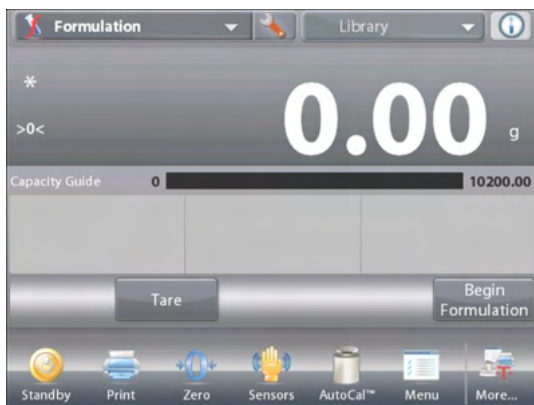 Formulation
Library
*
>0<
0.00 g
Capacity Guide 0 10200.00
Tare
Begin
Formulation
Standby Print Zero Sensors AutoCal™ Menu More...